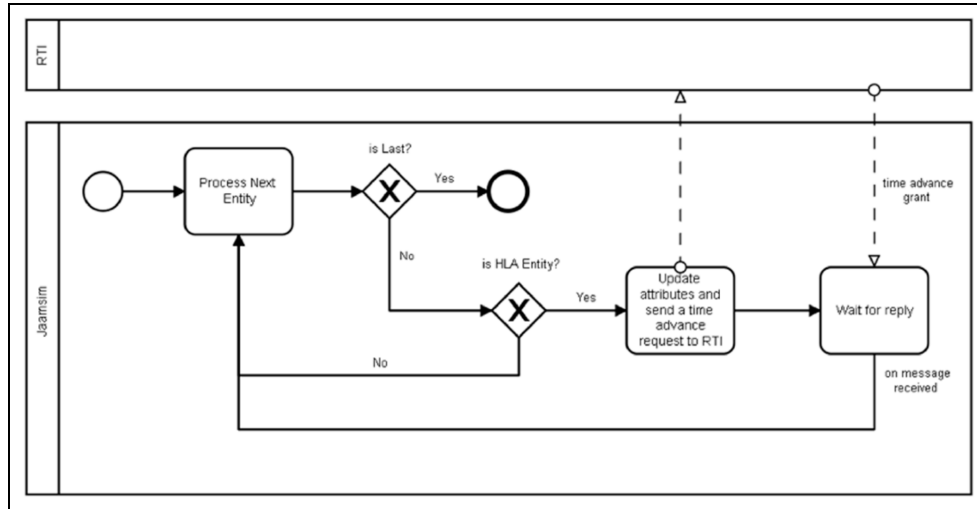 RTI
Jaamsim
Process Next
Entity
is Last?
Yes
No
is HLA Entity?
Yes
No
Update
attributes and
send a time
advance
request to RTI
Wait for reply
time advance
grant
on message
received